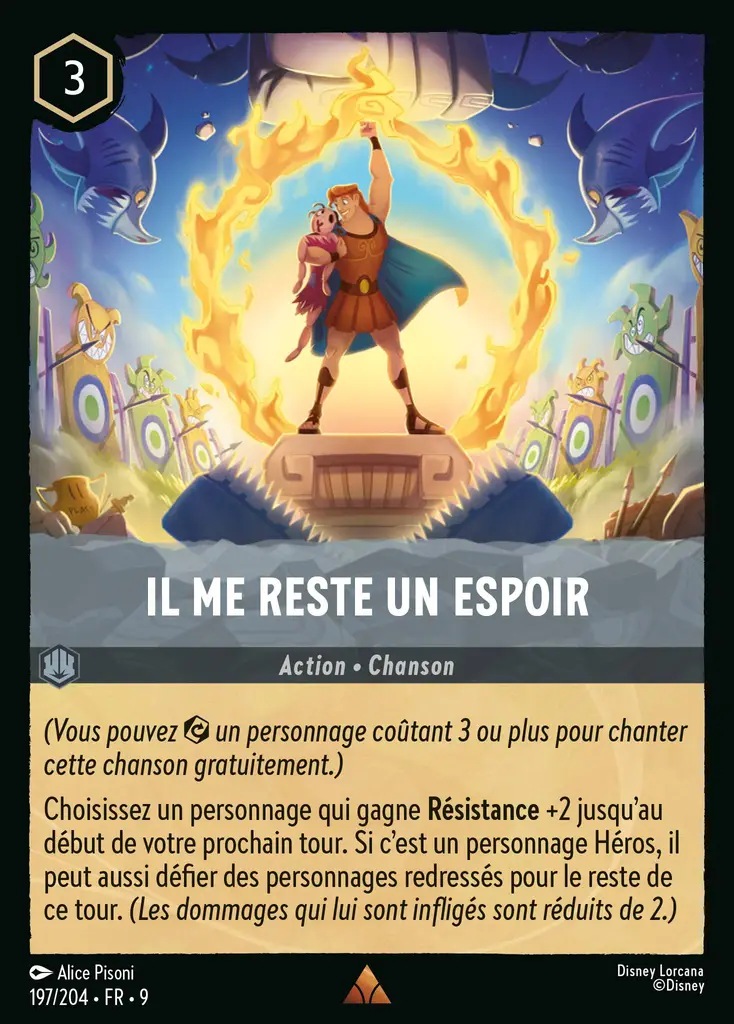 3
IL ME RESTE UN ESPOIR
Action • Chanson
(Vous pouvez un personnage coûtant 3 ou plus pour chanter
cette chanson gratuitement.)
Choisissez un personnage qui gagne Résistance +2 jusqu'au
début de votre prochain tour. Si c'est un personnage Héros, il
peut aussi défier des personnages redressés pour le reste de
ce tour. (Les dommages qui lui sont infligés sont réduits de 2.)
Alice Pisoni
197/204 • FR • 9
Disney Lorcana
©Disney